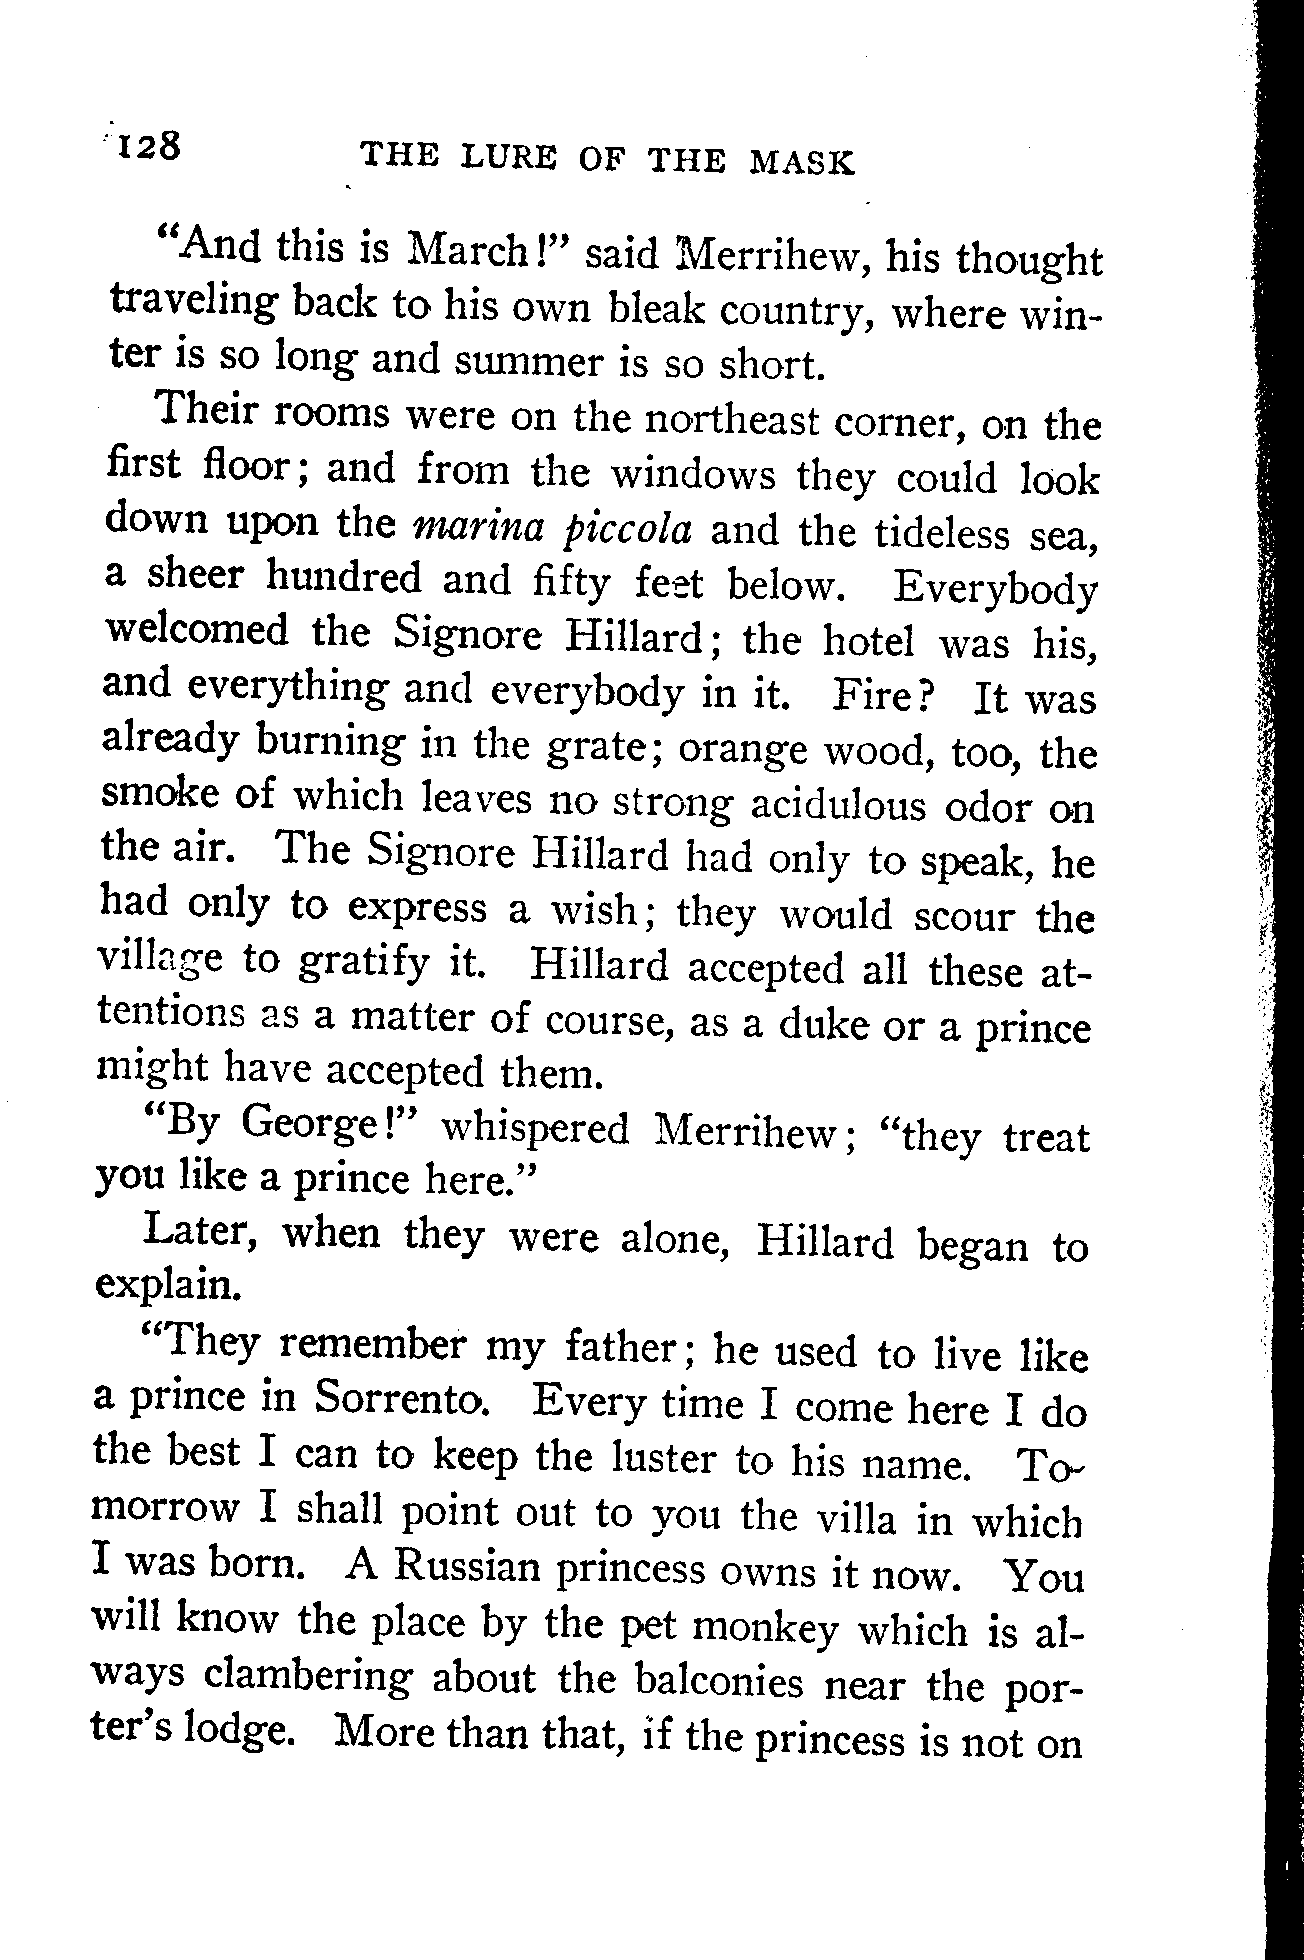 128 THE LURE OF THE MASK
“And this is March!” said Merrihew, his thought
traveling back to his own bleak country, where win-
ter is so long and summer is so short.
Their rooms were on the northeast corner, on the
first floor; and from the windows they could look
down upon the marina piccola and the tideless sea,
a sheer hundred and fifty feet below. Everybody
welcomed the Signore Hillard; the hotel was his,
and everything and everybody in it. Fire? It was
already burning in the grate; orange wood, too, the
smoke of which leaves no strong acidulous odor on
the air. The Signore Hillard had only to speak, he
had only to express a wish; they would scour the
village to gratify it. Hillard accepted all these at-
tentions as a matter of course, as a duke or a prince
might have accepted them.
“By George!” whispered Merrihew; “they treat
you like a prince here.”
Later, when they were alone, Hillard began to
explain.
“They remember my father; he used to live like
a prince in Sorrento. Every time I come here I do
the best I can to keep the luster to his name. To-
morrow I shall point out to you the villa in which
I was born. A Russian princess owns it now. You
will know the place by the pet monkey which is al-
ways clambering about the balconies near the por-
ter’s lodge. More than that, if the princess is not on